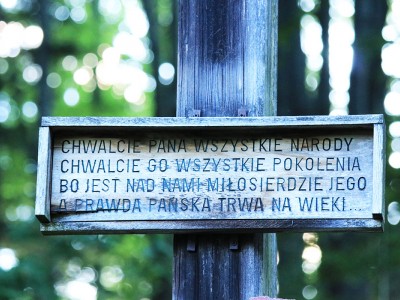 CHWALCIE PANA WSZYSTKIE NARODY
CHWALCIE GO WSZYSTKIE POKOLENIA
BO JEST NAD NAMI MIŁOSIERDZIE JEGO
A PRAWDA PAŃSKA TRWA NA WIEKI....